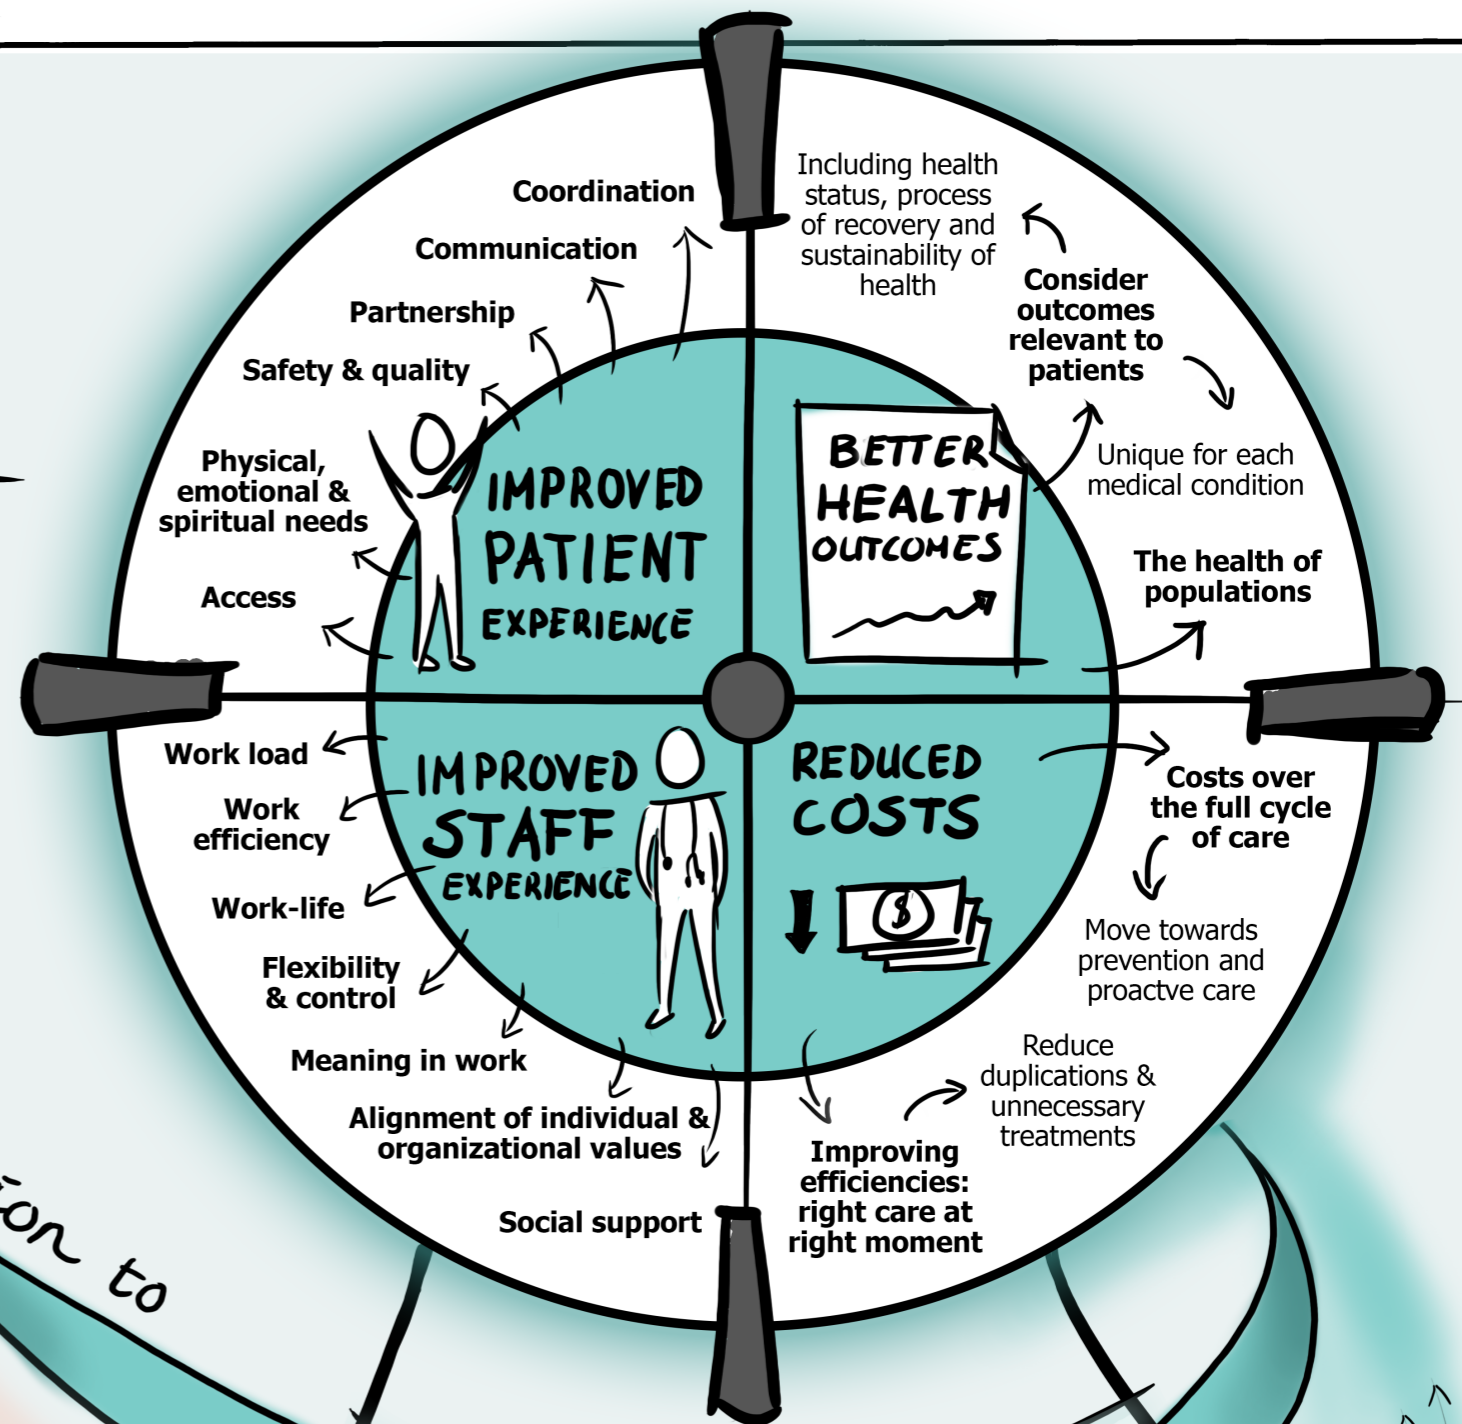 Coordination
Communication
Partnership
Safety & quality
Physical,
emotional &
spiritual needs
Access
IMPROVED
PATIENT
EXPERIENCE
Including health
status, process
of recovery and
sustainability of
health
Consider
outcomes
relevant to
patients
Unique for each
medical condition
The health of
populations
BETTER
HEALTH
OUTCOMES
Work load
Work
efficiency
Work-life
Flexibility
& control
Meaning in work
Alignment of individual &
organizational values
Social support
IMPROVED
STAFF
EXPERIENCE
REDUCED
COSTS
$
Costs over
the full cycle
of care
Move towards
prevention and
proactve care
Reduce
duplications &
unnecessary
treatments
Improving
efficiencies:
right care at
right moment
to